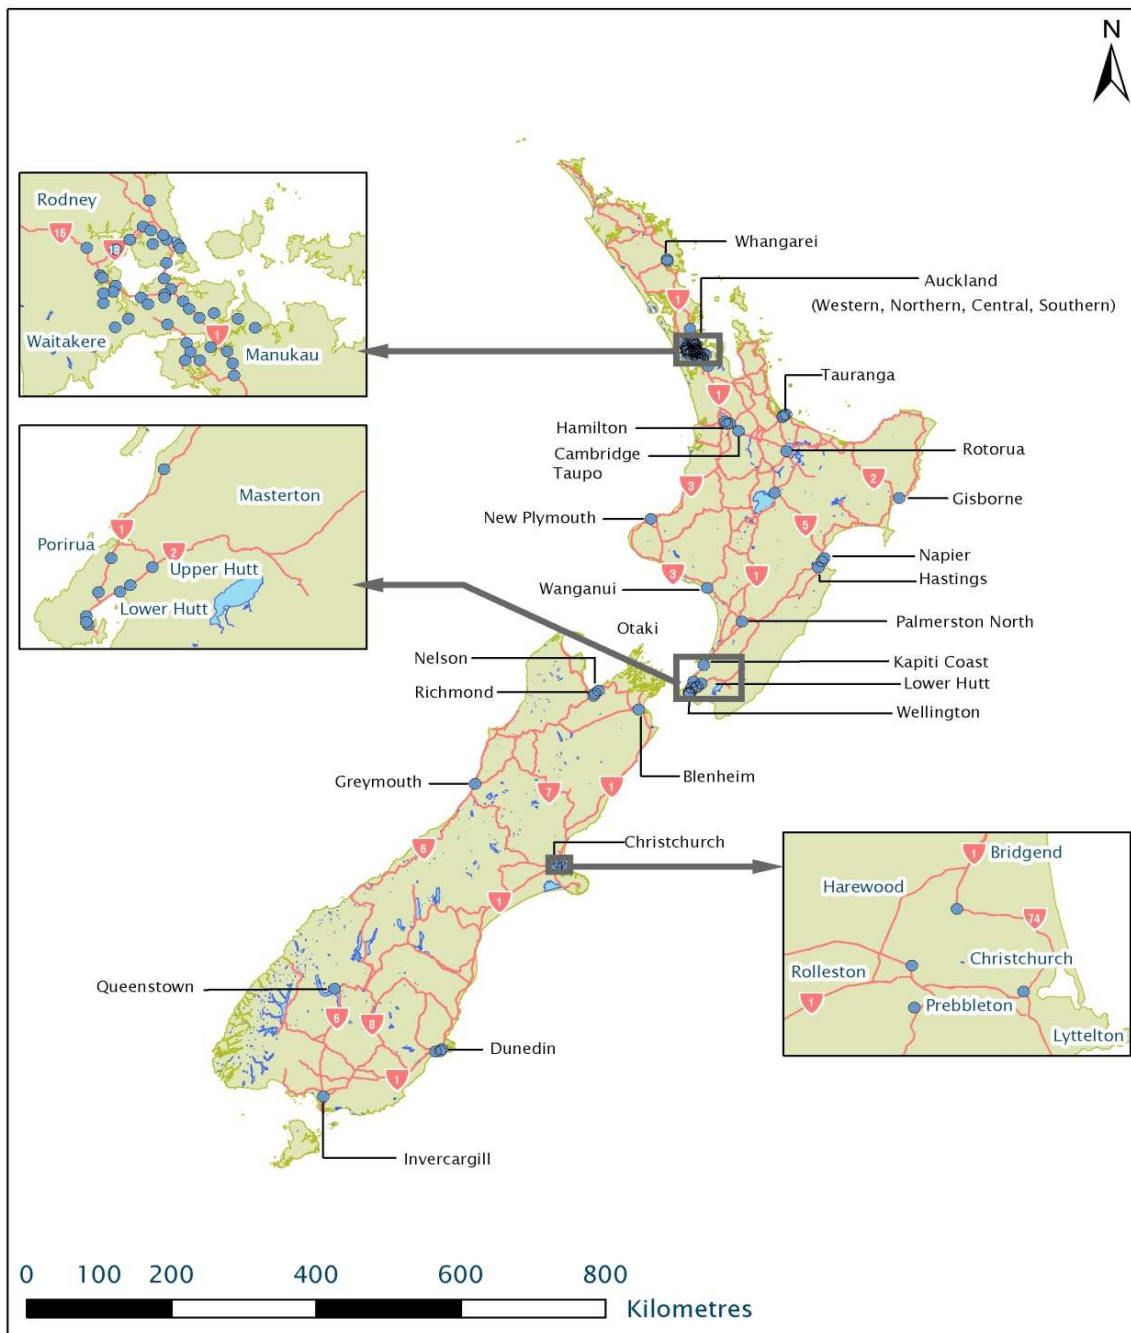 N
Rodney
16
18
Waitakere
1
Manukau
Whangarei
1
Auckland
(Western, Northern, Central, Southern)
Tauranga
1
Hamilton
Cambridge
Taupo
Rotorua
3
2
Gisborne
New Plymouth
5
Napier
Hastings
3
1
Wanganui
Palmerston North
Otaki
Kapiti Coast
Lower Hutt
Wellington
Masterton
1
Porirua
2
Upper Hutt
Lower Hutt
Nelson
Richmond
Blenheim
Greymouth
7
1
6
Christchurch
1
1
Bridgend
Harewood
74
Christchurch
Rolleston
1
Prebbleton
Lyttelton
Queenstown
6
8
Dunedin
1
Invercargill
0 100 200 400 600 800
Kilometres